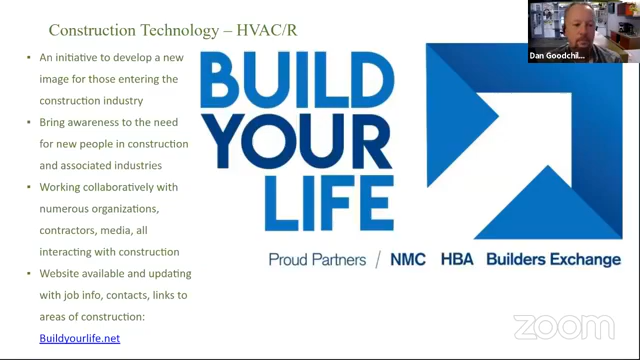 Construction Technology – HVAC/R
• An initiative to develop a new
image for those entering the
construction industry
• Bring awareness to the need
for new people in construction
and associated industries
• Working collaboratively with
numerous organizations,
contractors, media, all
interacting with construction
• Website available and updating
with job info, contacts, links to
areas of construction:
Buildyourlife.net
BUILD
YOUR
LIFE
Proud Partners / NMC HBA Builders Exchange
Dan Goodchil...
zoom